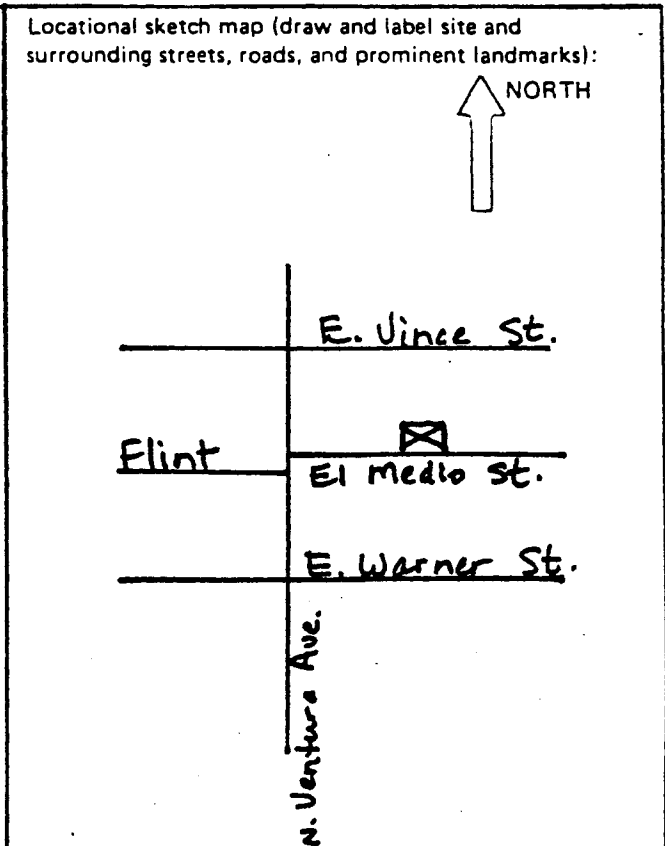 Locational sketch map (draw and label site and
surrounding streets, roads, and prominent landmarks):
NORTH
E. Vince St.
Flint
El Medio St.
E. Warner St.
N. Ventura Ave.